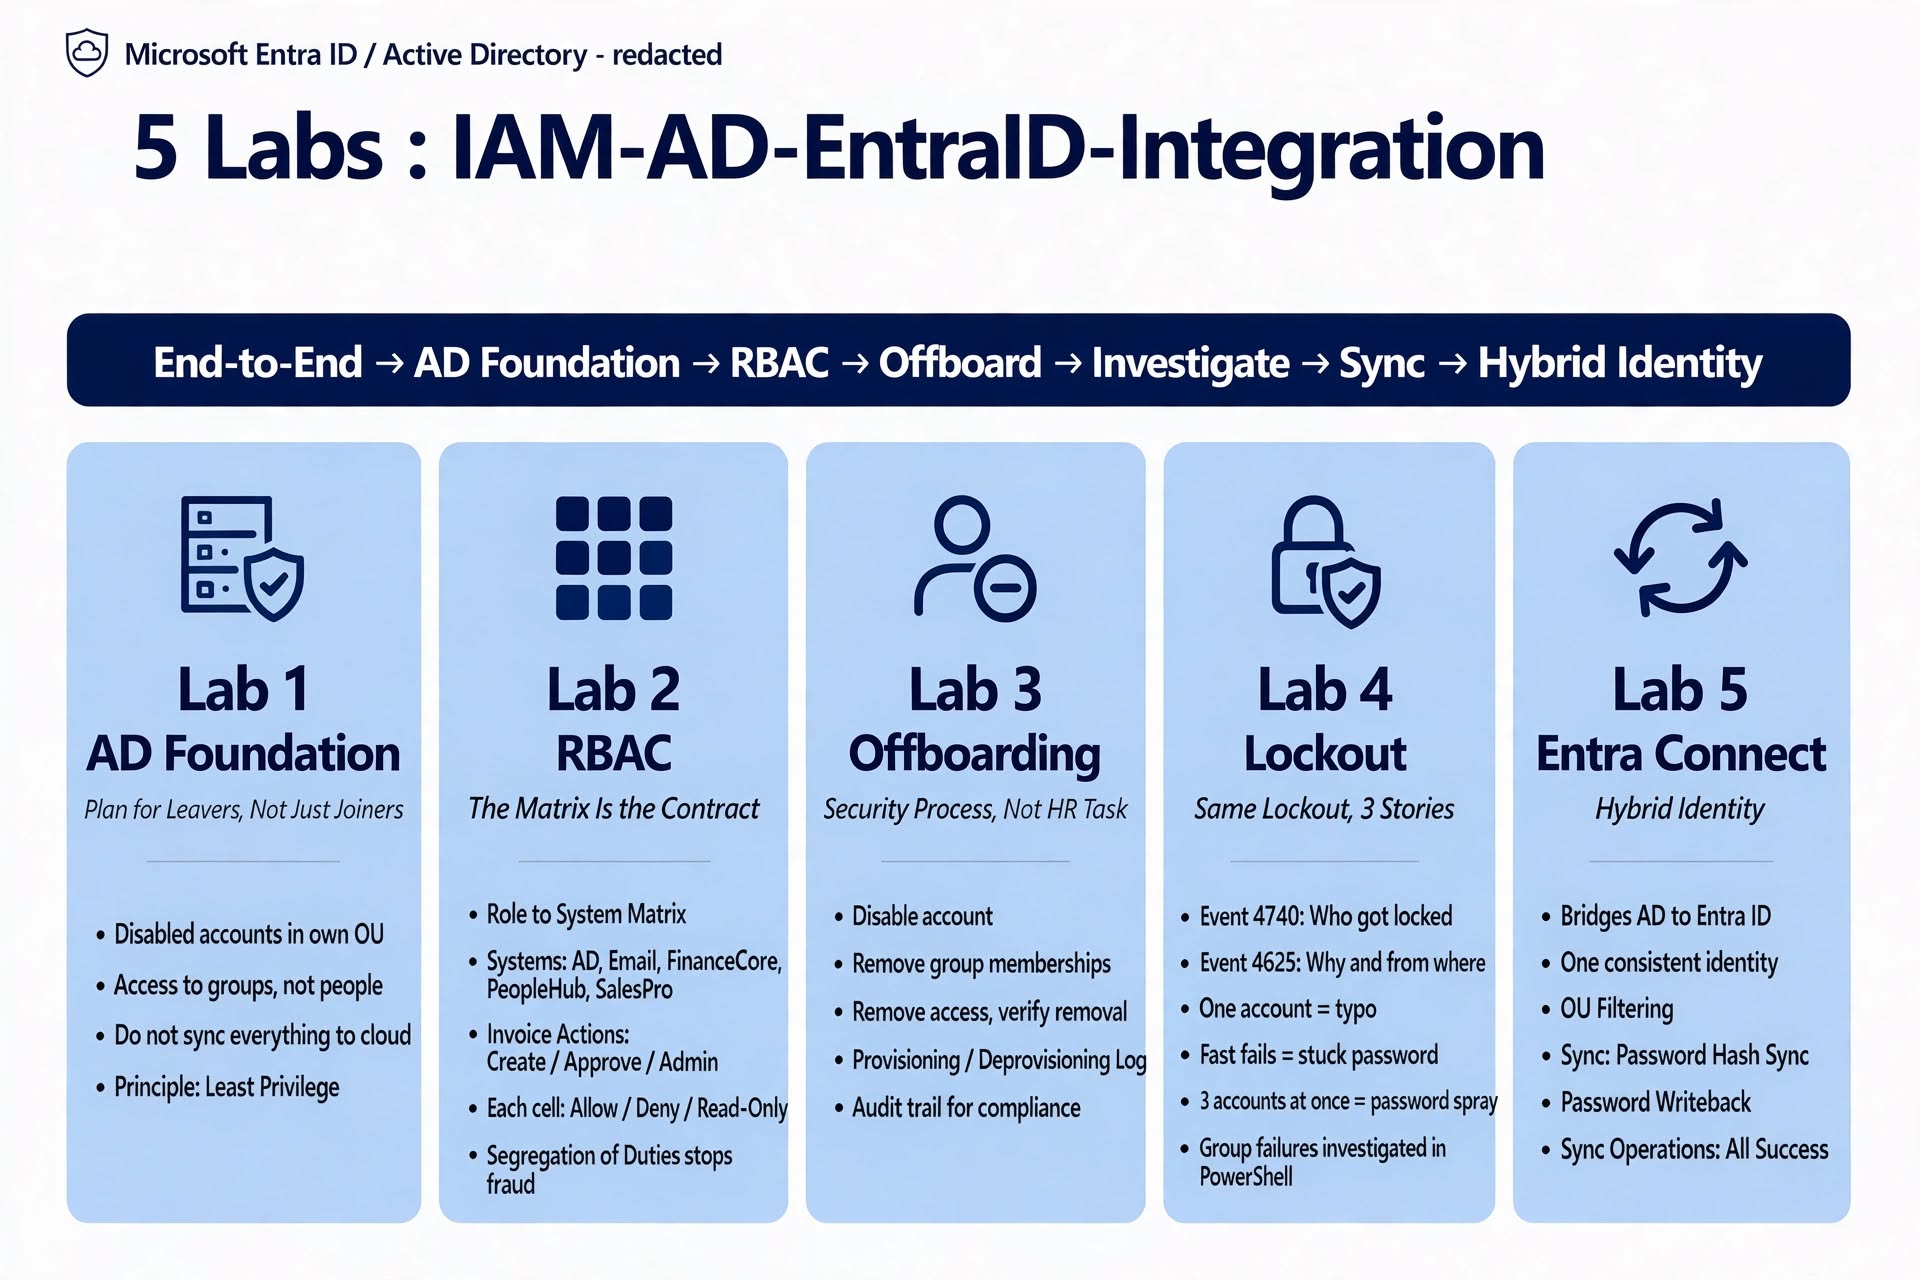 Microsoft Entra ID / Active Directory - redacted
5 Labs : IAM-AD-EntraID-Integration
End-to-End → AD Foundation → RBAC → Offboard → Investigate → Sync → Hybrid Identity
Lab 1
AD Foundation
Plan for Leavers, Not Just Joiners
• Disabled accounts in own OU
• Access to groups, not people
• Do not sync everything to cloud
• Principle: Least Privilege
Lab 2
RBAC
The Matrix Is the Contract
• Role to System Matrix
• Systems: AD, Email, FinanceCore,
PeopleHub, SalesPro
• Invoice Actions:
Create / Approve / Admin
• Each cell: Allow / Deny / Read-Only
• Segregation of Duties stops
fraud
Lab 3
Offboarding
Security Process, Not HR Task
• Disable account
• Remove group memberships
• Remove access, verify removal
• Provisioning / Deprovisioning Log
• Audit trail for compliance
Lab 4
Lockout
Same Lockout, 3 Stories
• Event 4740: Who got locked
• Event 4625: Why and from where
• One account = typo
• Fast fails = stuck password
• 3 accounts at once = password spray
• Group failures investigated in
PowerShell
Lab 5
Entra Connect
Hybrid Identity
• Bridges AD to Entra ID
• One consistent identity
• OU Filtering
• Sync: Password Hash Sync
• Password Writeback
• Sync Operations: All Success